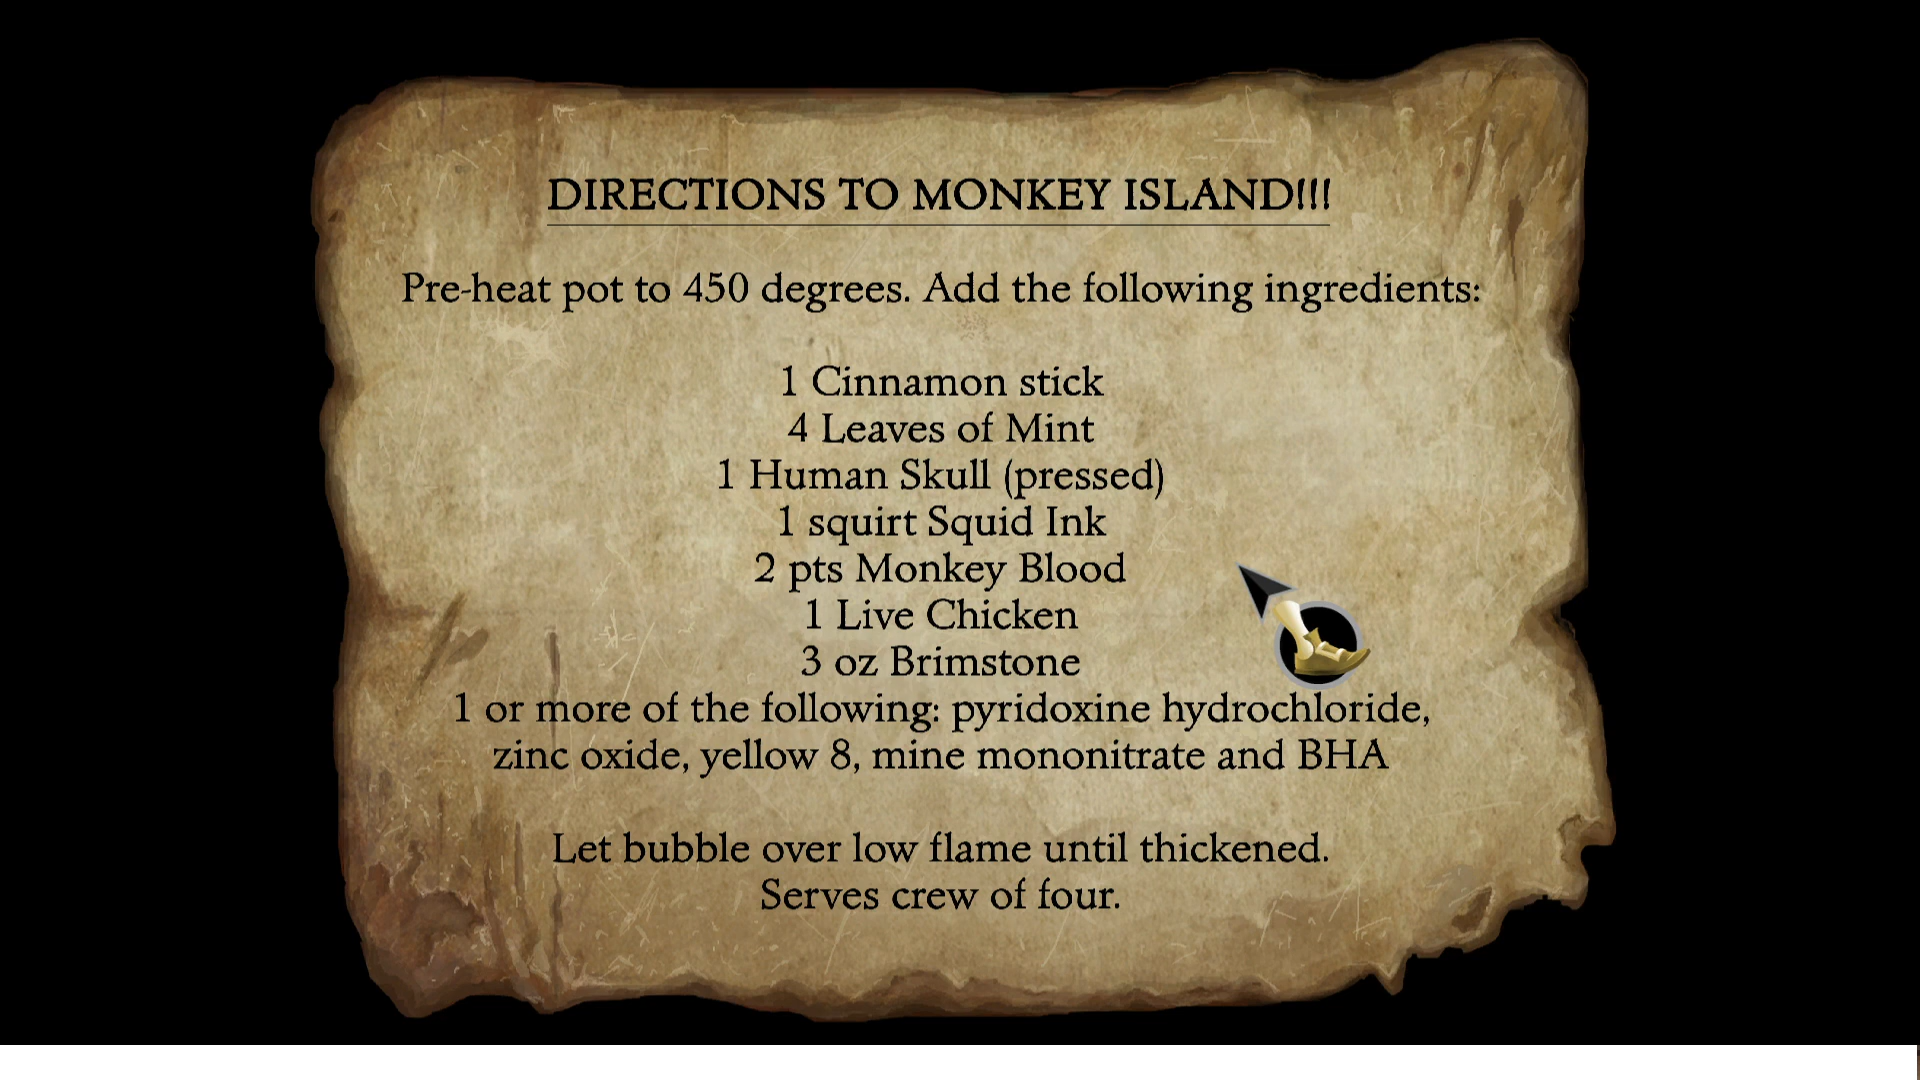 DIRECTIONS TO MONKEY ISLAND!!!
Pre-heat pot to 450 degrees. Add the following ingredients:
1 Cinnamon stick
4 Leaves of Mint
1 Human Skull (pressed)
1 squirt Squid Ink
2 pts Monkey Blood
1 Live Chicken
3 oz Brimstone
1 or more of the following: pyridoxine hydrochloride,
zinc oxide, yellow 8, mine mononitrate and BHA
Let bubble over low flame until thickened.
Serves crew of four.